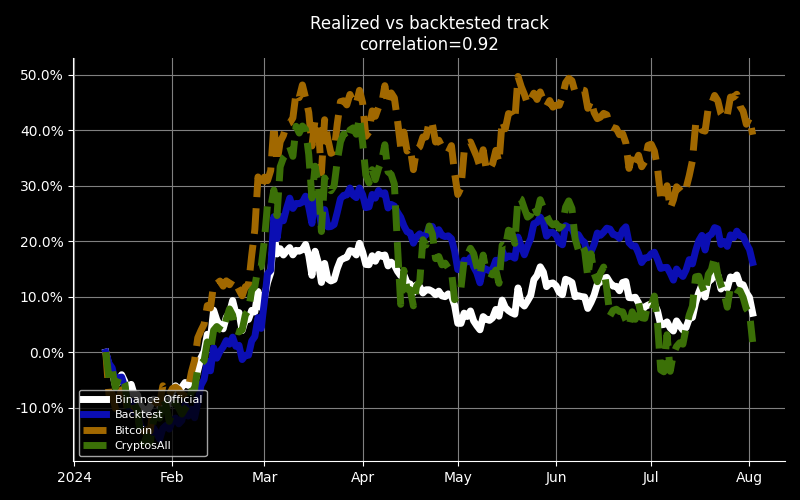 Realized vs backtested track
correlation=0.92
50.0%
40.0%
30.0%
20.0%
10.0%
0.0%
-10.0%
Binance Official
Backtest
Bitcoin
CryptosAll
2024
Feb
Mar
Apr
May
Jun
Jul
Aug